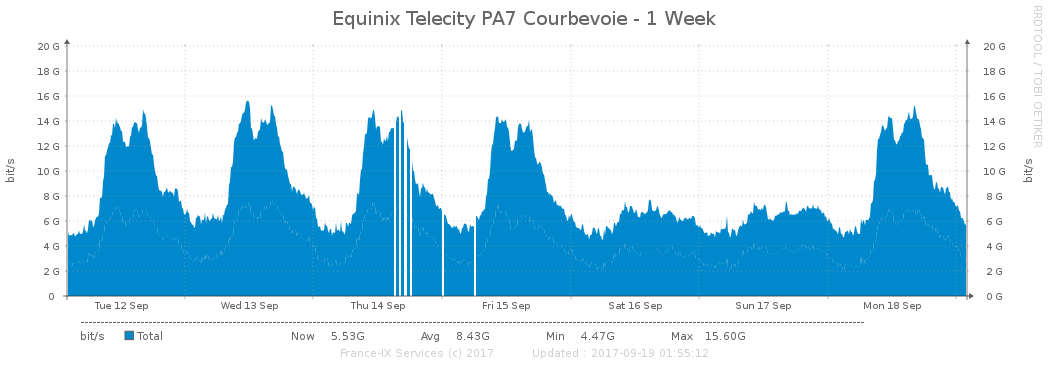 Equinix Telecity PA7 Courbevoie - 1 Week
RRDTOOL / TOBI OETIKER
20 G 20 G
18 G 18 G
16 G 16 G
14 G 14 G
12 G 12 G
10 G 10 G
8 G 8 G
6 G 6 G
4 G 4 G
2 G 2 G
0 0 G
bit/s
bit/s
Tue 12 Sep Wed 13 Sep Thu 14 Sep Fri 15 Sep Sat 16 Sep Sun 17 Sep Mon 18 Sep
bit/s Total Now 5.53G Avg 8.43G Min 4.47G Max 15.60G
France-IX Services (c) 2017 Updated : 2017-09-19 01:55:12